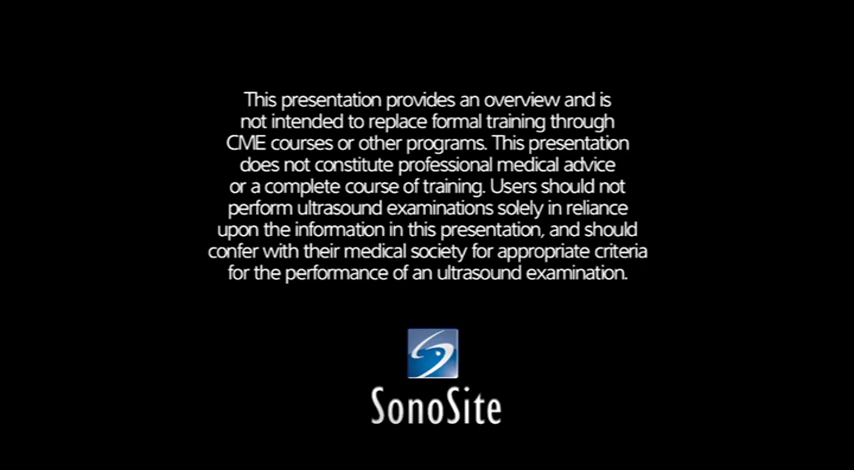 This presentation provides an overview and is
not intended to replace formal training through
CME courses or other programs. This presentation
does not constitute professional medical advice
or a complete course of training. Users should not
perform ultrasound examinations solely in reliance
upon the information in this presentation, and should
confer with their medical society for appropriate criteria
for the performance of an ultrasound examination.
SonoSite